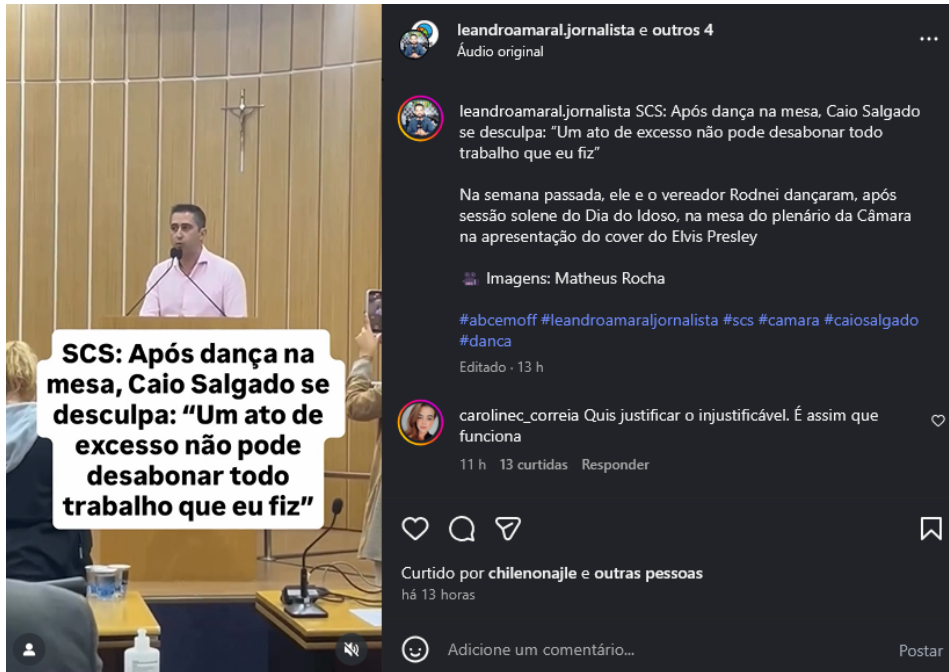 leandroamaral.jornalista e outros 4
Áudio original
leandroamaral.jornalista SCS: Após dança na mesa, Caio Salgado
se desculpa: “Um ato de excesso não pode desabonar todo
trabalho que eu fiz”
Na semana passada, ele e o vereador Rodnei dançaram, após
sessão solene do Dia do Idoso, na mesa do plenário da Câmara
na apresentação do cover do Elvis Presley
Imagens: Matheus Rocha
#abcemoff #leandroamaraljornalista #scs #camara #caiosalgado
#danca
Editado · 13 h
carolinec_correia Quis justificar o injustificável. É assim que
funciona
11 h 13 curtidas Responder
Curtido por chilenonajle e outras pessoas
há 13 horas
Adicione um comentário...
Postar
SCS: Após dança na
mesa, Caio Salgado se
desculpa: “Um ato de
excesso não pode
desabonar todo
trabalho que eu fiz”